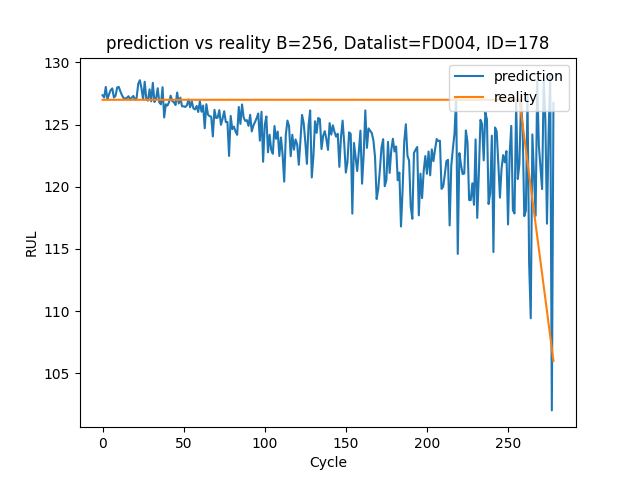 prediction vs reality B=256, Datalist=FD004, ID=178
prediction
reality
130
125
120
115
110
105
RUL
0 50 100 150 200 250
Cycle